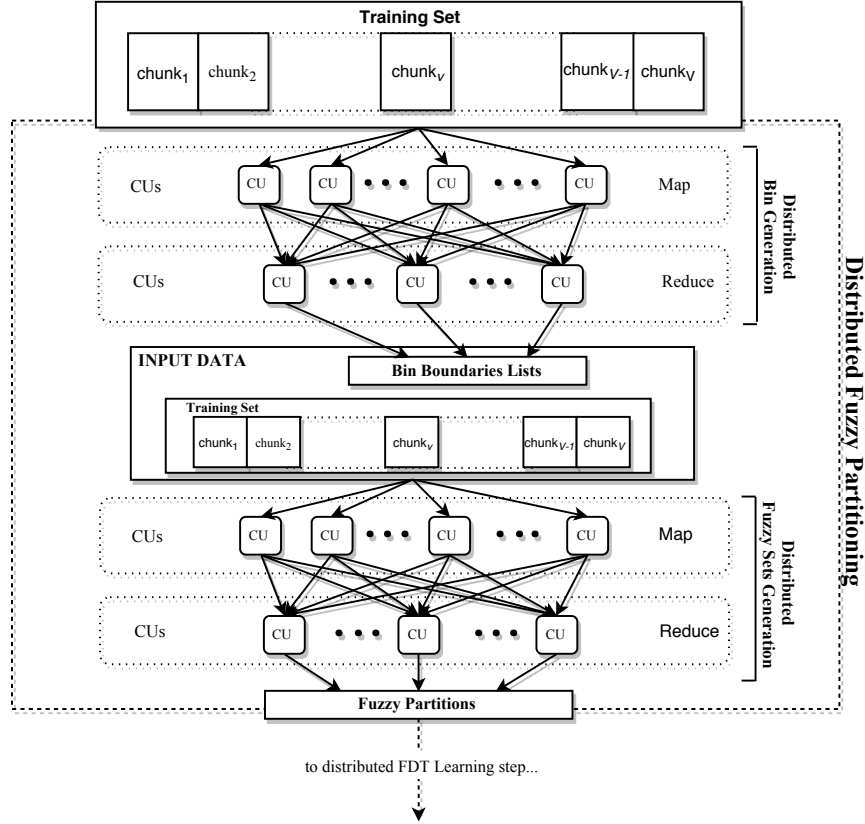 Training Set
chunk1 chunk2 chunkv chunkV-1 chunkV
CUs CU CU CU CU Map
CUs CU CU CU Reduce
Distributed
Bin Generation
INPUT DATA
Bin Boundaries Lists
Training Set
chunk1 chunk2 chunkv chunkV-1 chunkV
CUs CU CU CU CU Map
CUs CU CU CU Reduce
Distributed
Fuzzy Sets Generation
Fuzzy Partitions
Distributed Fuzzy Partitioning
to distributed FDT Learning step...